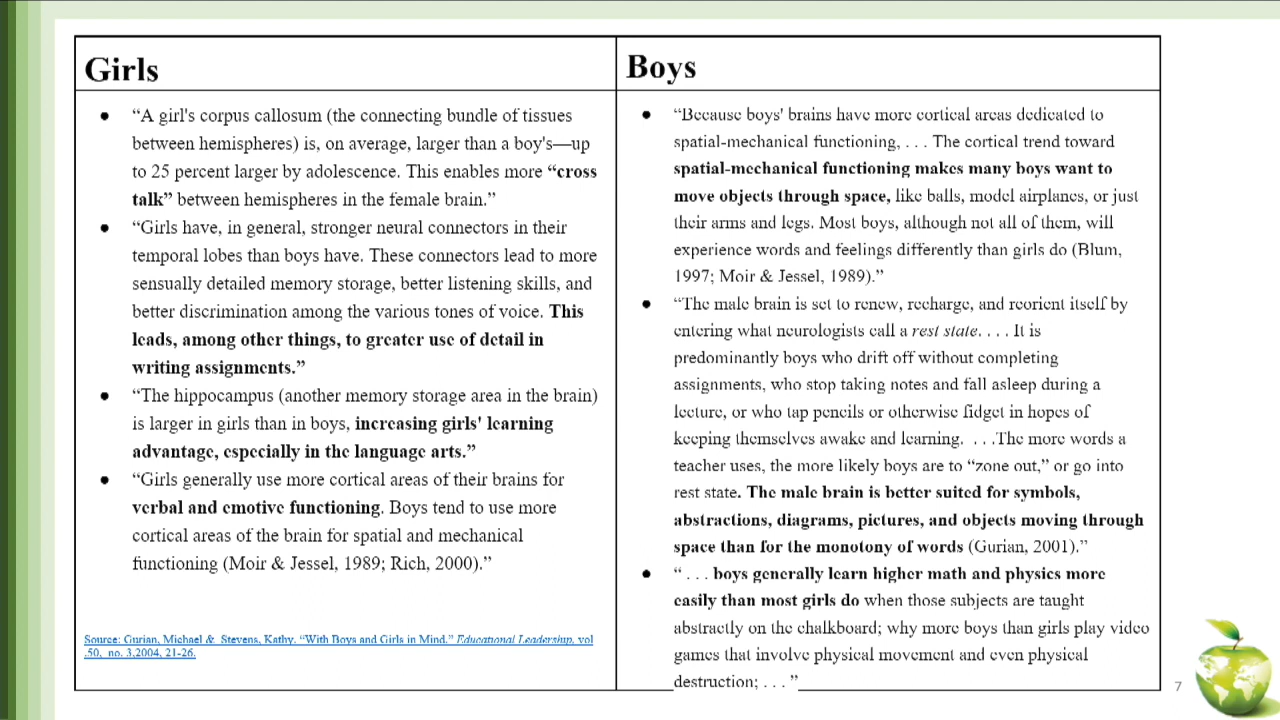 Girls
● “A girl's corpus callosum (the connecting bundle of tissues
between hemispheres) is, on average, larger than a boy's—up
to 25 percent larger by adolescence. This enables more “cross
talk” between hemispheres in the female brain.”
● “Girls have, in general, stronger neural connectors in their
temporal lobes than boys have. These connectors lead to more
sensually detailed memory storage, better listening skills, and
better discrimination among the various tones of voice. This
leads, among other things, to greater use of detail in
writing assignments.”
● “The hippocampus (another memory storage area in the brain)
is larger in girls than in boys, increasing girls' learning
advantage, especially in the language arts.”
● “Girls generally use more cortical areas of their brains for
verbal and emotive functioning. Boys tend to use more
cortical areas of the brain for spatial and mechanical
functioning (Moir & Jessel, 1989; Rich, 2000).”
Source: Gurian, Michael & Stevens, Kathy. “With Boys and Girls in Mind.” Educational Leadership, vol
.50, no. 3,2004, 21-26.
Boys
● “Because boys' brains have more cortical areas dedicated to
spatial-mechanical functioning, . . . The cortical trend toward
spatial-mechanical functioning makes many boys want to
move objects through space, like balls, model airplanes, or just
their arms and legs. Most boys, although not all of them, will
experience words and feelings differently than girls do (Blum,
1997; Moir & Jessel, 1989).”
● “The male brain is set to renew, recharge, and reorient itself by
entering what neurologists call a rest state. . . . It is
predominantly boys who drift off without completing
assignments, who stop taking notes and fall asleep during a
lecture, or who tap pencils or otherwise fidget in hopes of
keeping themselves awake and learning. . . .The more words a
teacher uses, the more likely boys are to “zone out,” or go into
rest state. The male brain is better suited for symbols,
abstractions, diagrams, pictures, and objects moving through
space than for the monotony of words (Gurian, 2001).”
● “ . . . boys generally learn higher math and physics more
easily than most girls do when those subjects are taught
abstractly on the chalkboard; why more boys than girls play video
games that involve physical movement and even physical
destruction; . . . ”
7